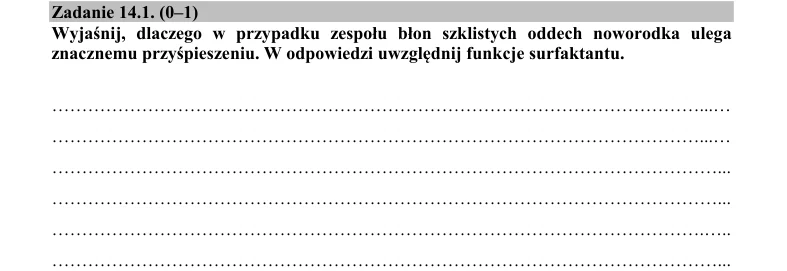 Zadanie 14.1. (0–1)
Wyjaśnij, dlaczego w przypadku zespołu błon szklistych oddech noworodka ulega
znacznemu przyśpieszeniu. W odpowiedzi uwzględnij funkcje surfaktantu.